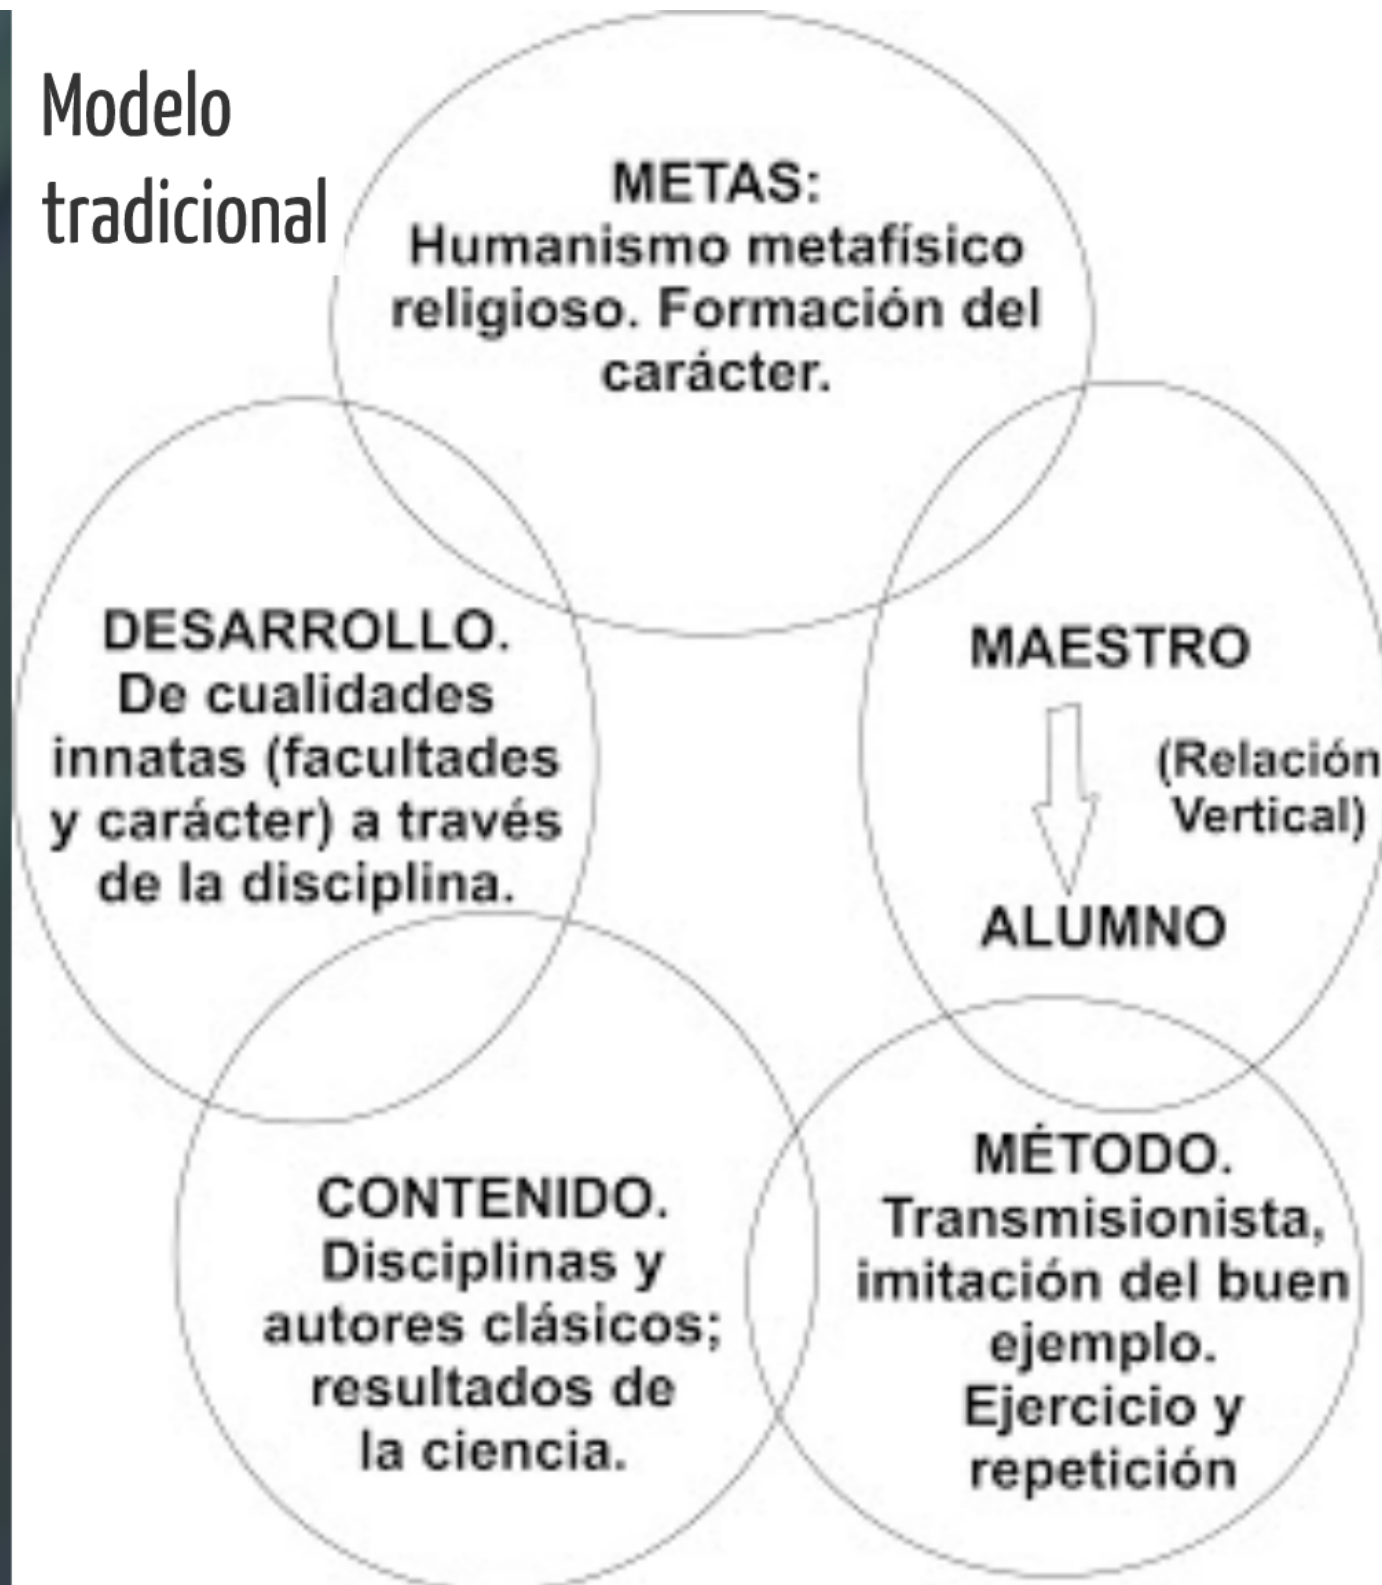 Modelo
tradicional
METAS:
Humanismo metafísico
religioso. Formación del
carácter.
DESARROLLO.
De cualidades
innatas (facultades
y carácter) a través
de la disciplina.
MAESTRO
(Relación
Vertical)
ALUMNO
CONTENIDO.
Disciplinas y
autores clásicos;
resultados de
la ciencia.
MÉTODO.
Transmisionista,
imitación del buen
ejemplo.
Ejercicio y
repetición